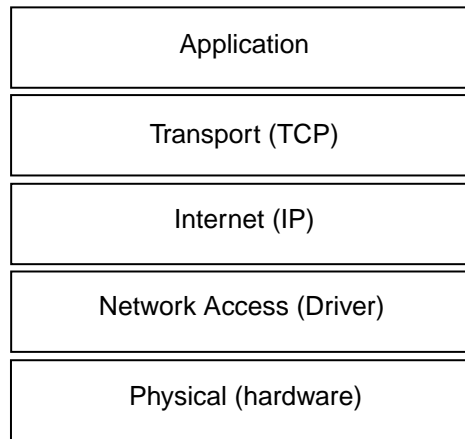 Application
Transport (TCP)
Internet (IP)
Network Access (Driver)
Physical (hardware)